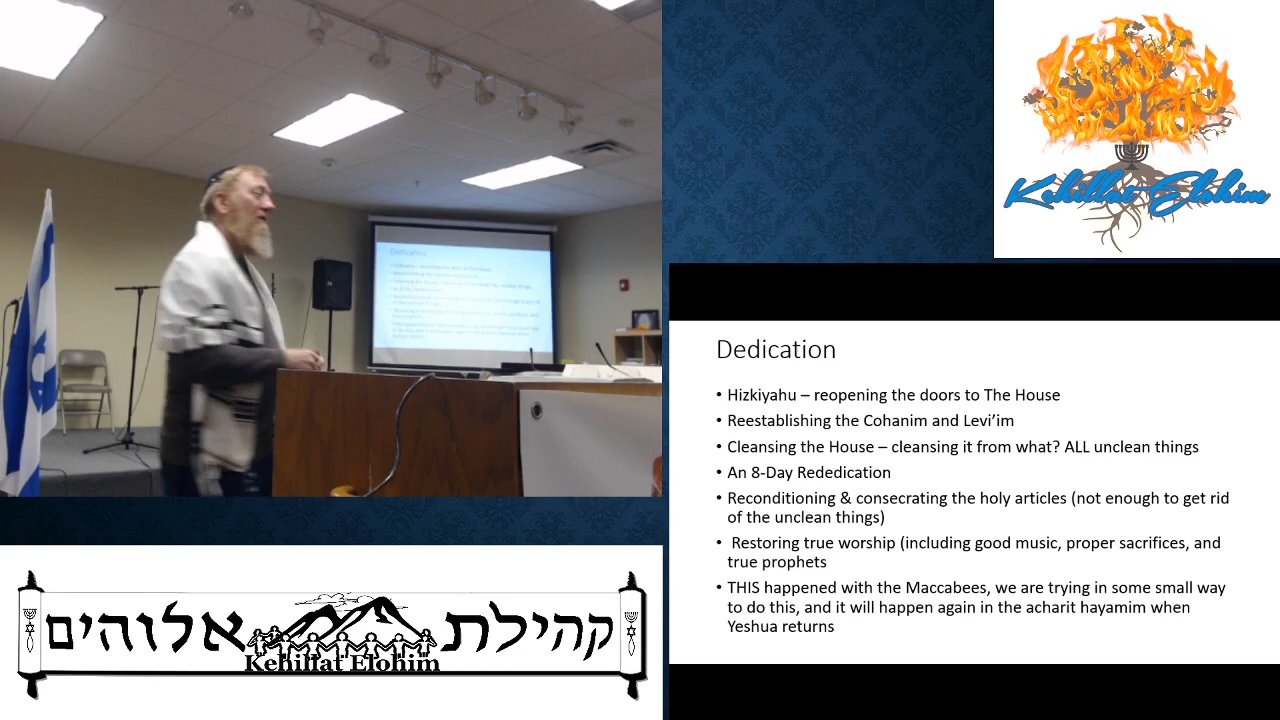 Kehillat Elohim
Dedication
• Hizkiyahu – reopening the doors to The House
• Reestablishing the Cohanim and Levi’im
• Cleansing the House – cleansing it from what? ALL unclean things
• An 8-Day Rededication
• Reconditioning & consecrating the holy articles (not enough to get rid
of the unclean things)
• Restoring true worship (including good music, proper sacrifices, and
true prophets
• THIS happened with the Maccabees, we are trying in some small way
to do this, and it will happen again in the acharit hayamim when
Yeshua returns
Dedication
קהילת אלוהים
Kehillat Elohim